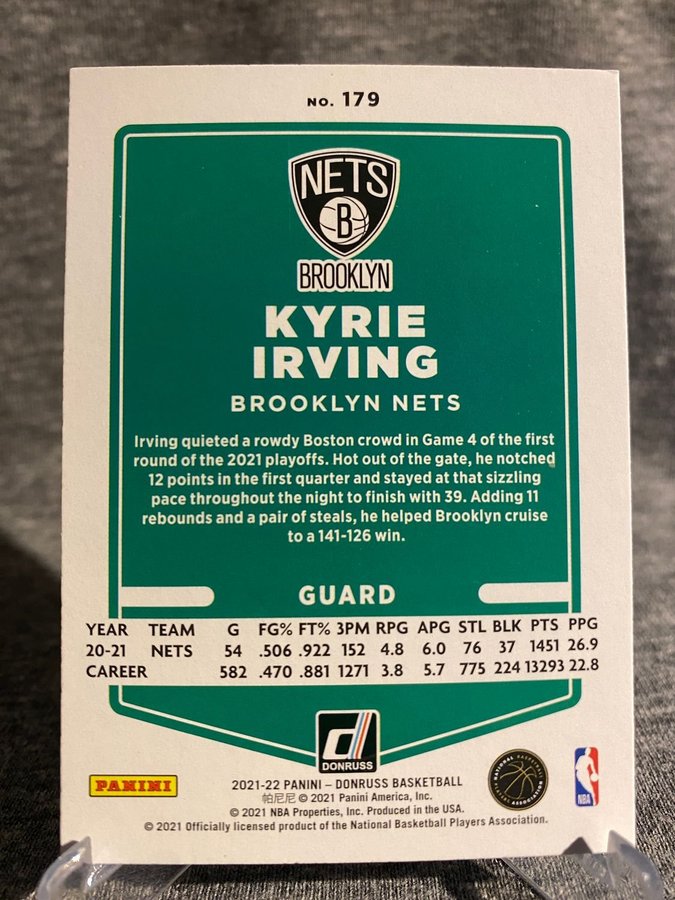 NO. 179
NETS
B
BROOKLYN
KYRIE
IRVING
BROOKLYN NETS
Irving quieted a rowdy Boston crowd in Game 4 of the first
round of the 2021 playoffs. Hot out of the gate, he notched
12 points in the first quarter and stayed at that sizzling
pace throughout the night to finish with 39. Adding 11
rebounds and a pair of steals, he helped Brooklyn cruise
to a 141-126 win.
GUARD
YEAR TEAM G FG% FT% 3PM RPG APG STL BLK PTS PPG
20-21 NETS 54 .506 .922 152 4.8 6.0 76 37 1451 26.9
CAREER 582 .470 .881 1271 3.8 5.7 775 224 13293 22.8
d
DONRUSS
PANINI
2021-22 PANINI – DONRUSS BASKETBALL
帕尼尼 © 2021 Panini America, Inc.
© 2021 NBA Properties, Inc. Produced in the USA.
© 2021 Officially licensed product of the National Basketball Players Association.
NATIONAL BASKETBALL PLAYERS ASSOCIATION
NBA